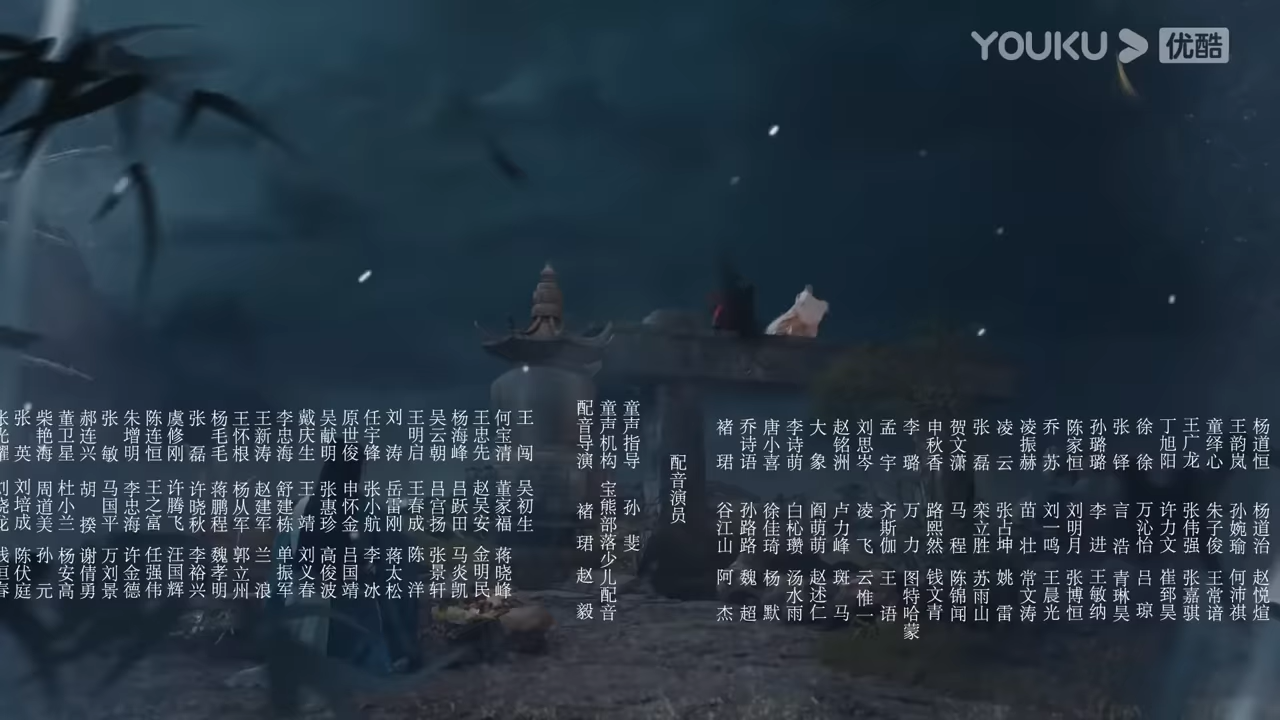 YOUKU 优酷
杨道恒 杨道治 赵悦煊
王韵岚 孙婉瑜 何沛祺
童绎心 朱子俊 王常谙
王广龙 张伟强 张嘉骐
丁旭阳 许力文 崔郅昊
徐徐 万沁怡 吕琼
张铎 言浩 青琳昊
孙璐璐 李进 王敏纳
陈家恒 刘明月 张博恒
乔苏 刘一鸣 王晨光
凌振赫 苗壮 常文涛
凌云 张占坤 姚雷
张磊 栾立胜 苏雨山
贺文潇 马程 陈锦闻
申秋香 路熙然 钱文青
李璐 万力 图特哈蒙
孟宇 齐斯伽 王语
刘思岑 凌飞 云惟一
赵铭洲 卢力峰 斑马
大象 阎萌萌 赵述仁
李诗萌 白杺瓒 汤水雨
唐小喜 徐佳琦 杨默
乔诗语 孙路路 魏超
褚珺 谷江山 阿杰
配音演员
童声指导 孙斐
童声机构 宝熊部落少儿配音
配音导演 褚珺 赵毅
王闯 吴初生
何宝清 董家福 蒋晓峰
王忠先 赵吴安 金明民
杨海峰 吕跃田 马炎凯
吴云朝 吕宫扬 张景轩
王明启 王春成 陈洋
刘涛 岳雷刚 蒋太松
任宇锋 张小航 李冰
原世俊 申怀金 吕国靖
吴献明 张惠珍 高俊波
戴庆生 王靖 刘义春
李忠海 舒建栋 单振军
王新涛 赵建军 兰浪
王怀根 杨从军 郭立州
杨毛毛 蒋鹏程 魏孝明
张磊 许晓秋 李裕兴
虞修刚 许腾飞 汪国辉
陈连恒 王之富 任强伟
朱增明 李忠海 许金德
张敏 马国平 万刘景
郝连兴 胡揆 谢倩勇
董卫星 杜小兰 杨安高
柴艳海 周道美 孙元
张英 刘培成 陈伏庭